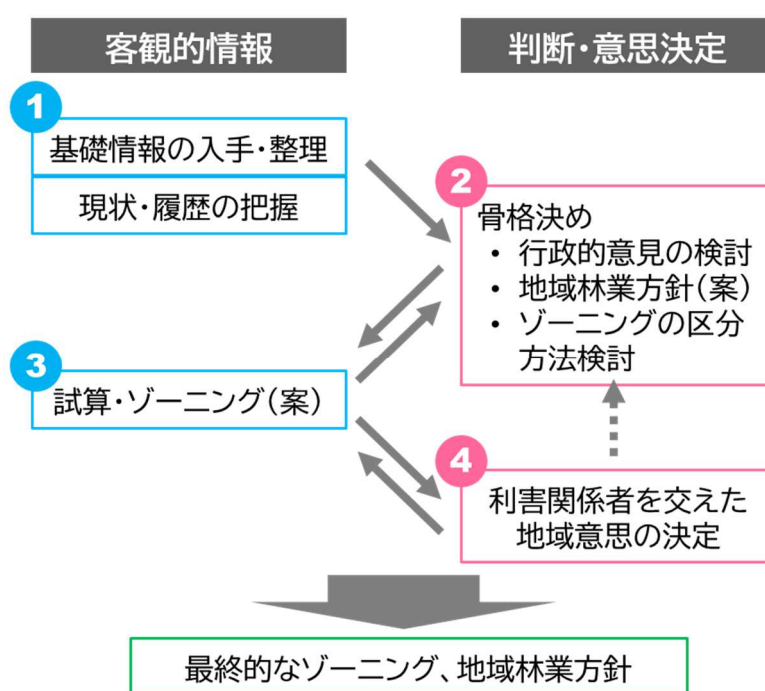 客観的情報
判断・意思決定
1
基礎情報の入手・整理
現状・履歴の把握
2
骨格決め
• 行政的意見の検討
• 地域林業方針(案)
• ゾーニングの区分
方法検討
3
試算・ゾーニング(案)
4
利害関係者を交えた
地域意思の決定
最終的なゾーニング、地域林業方針